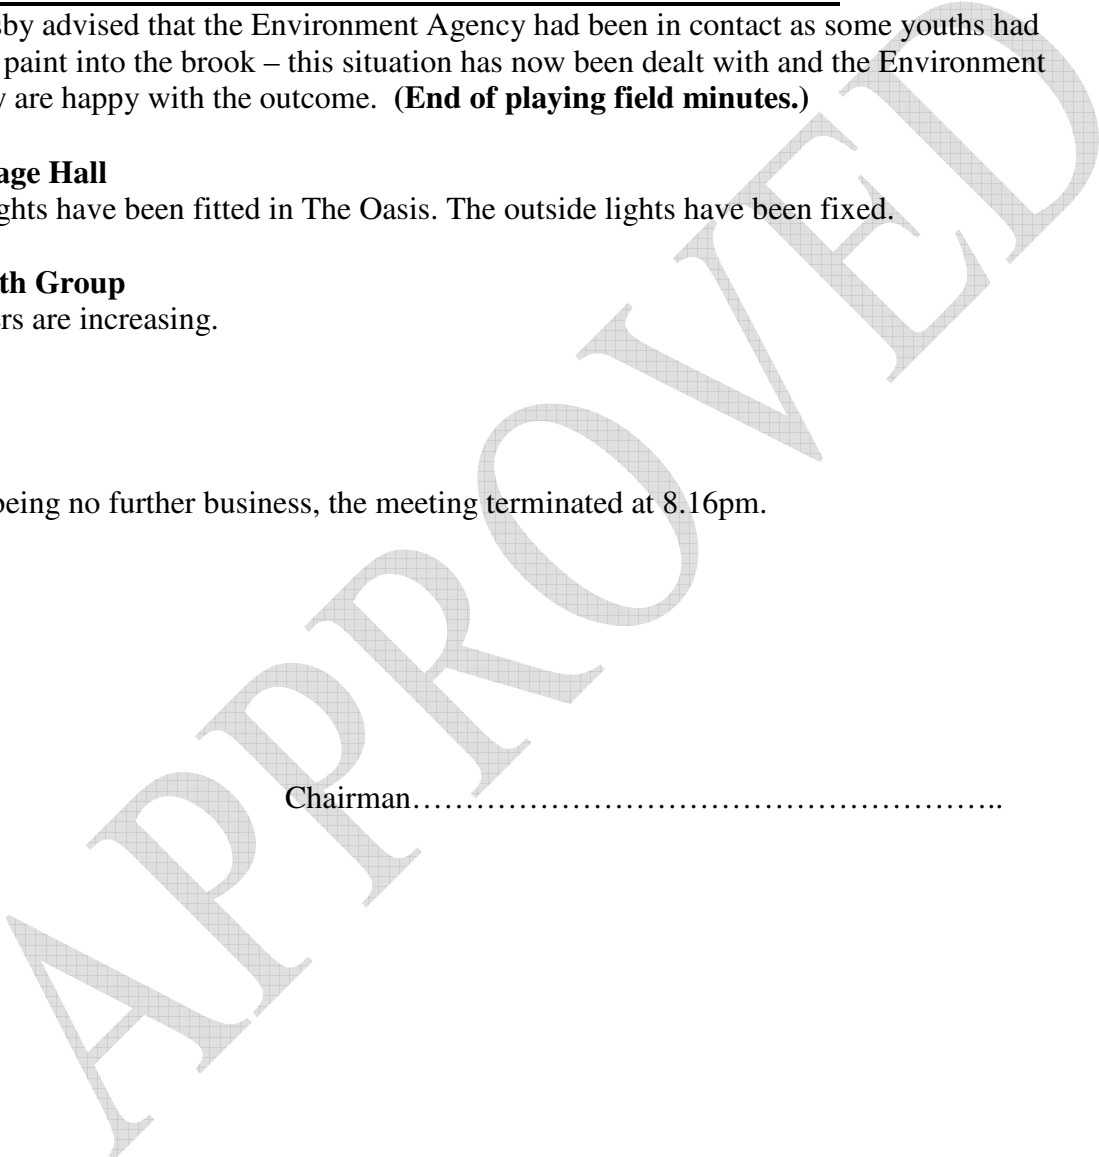 sby advised that the Environment Agency had been in contact as some youths had
paint into the brook – this situation has now been dealt with and the Environment
y are happy with the outcome. (End of playing field minutes.)
age Hall
ghts have been fitted in The Oasis. The outside lights have been fixed.
th Group
rs are increasing.
being no further business, the meeting terminated at 8.16pm.
Chairman…………………………………………………..
APPROVED